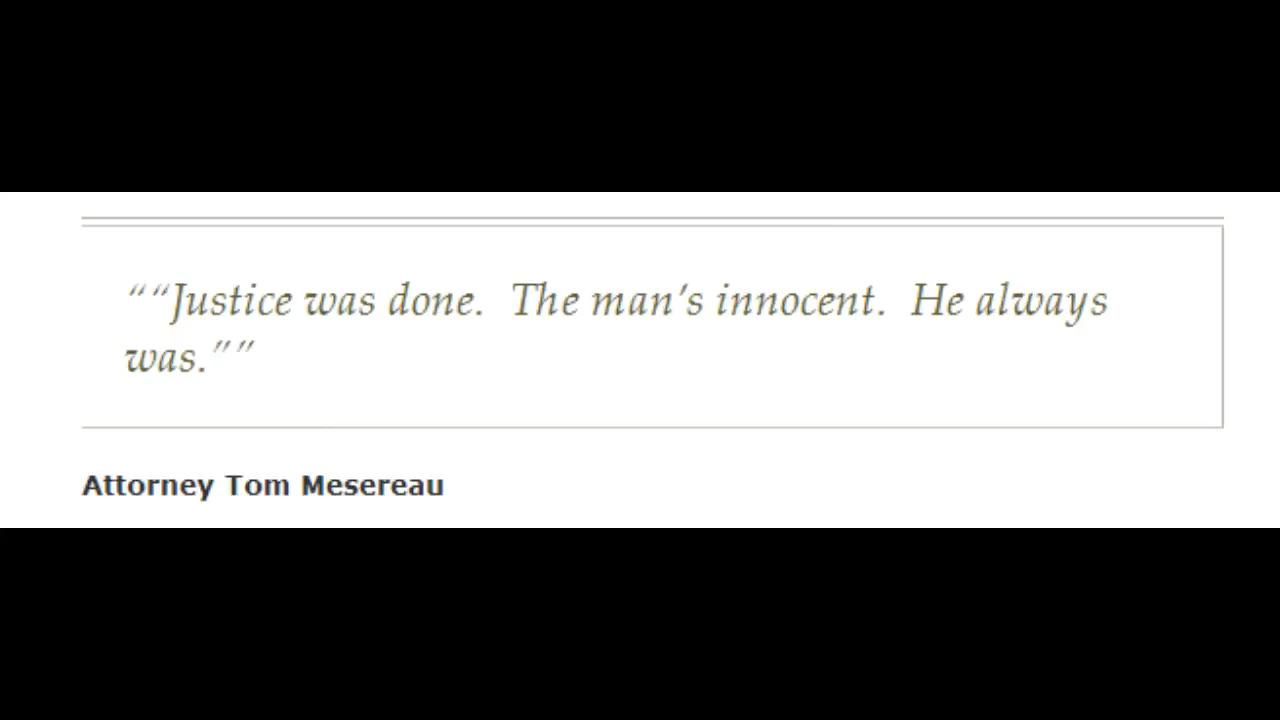 ““Justice was done.  The man’s innocent.  He always
was.””
Attorney Tom Mesereau